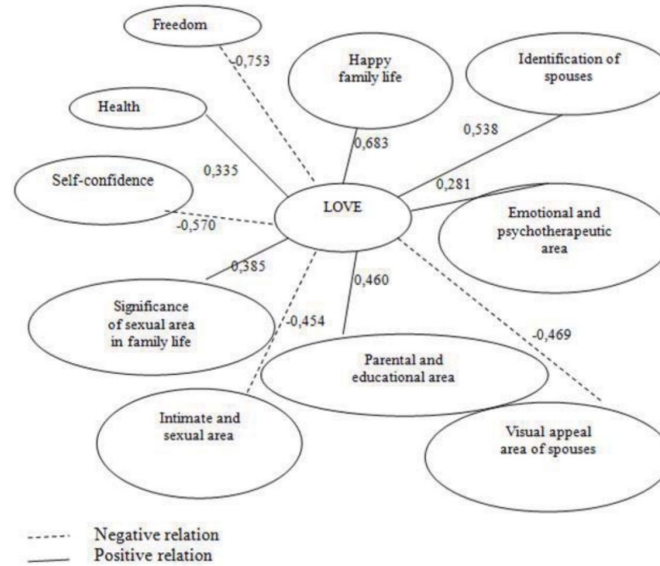 Freedom
-0,753
Happy
family life
Identification of
spouses
Health
0,683
0,538
0,335
Self-confidence
0,281
LOVE
-0,570
Emotional and
psychotherapeutic
area
0,385
0,460
Significance
of sexual area
in family life
-0,454
-0,469
Parental and
educational area
Intimate and
sexual area
Visual appeal
area of spouses
Negative relation
Positive relation